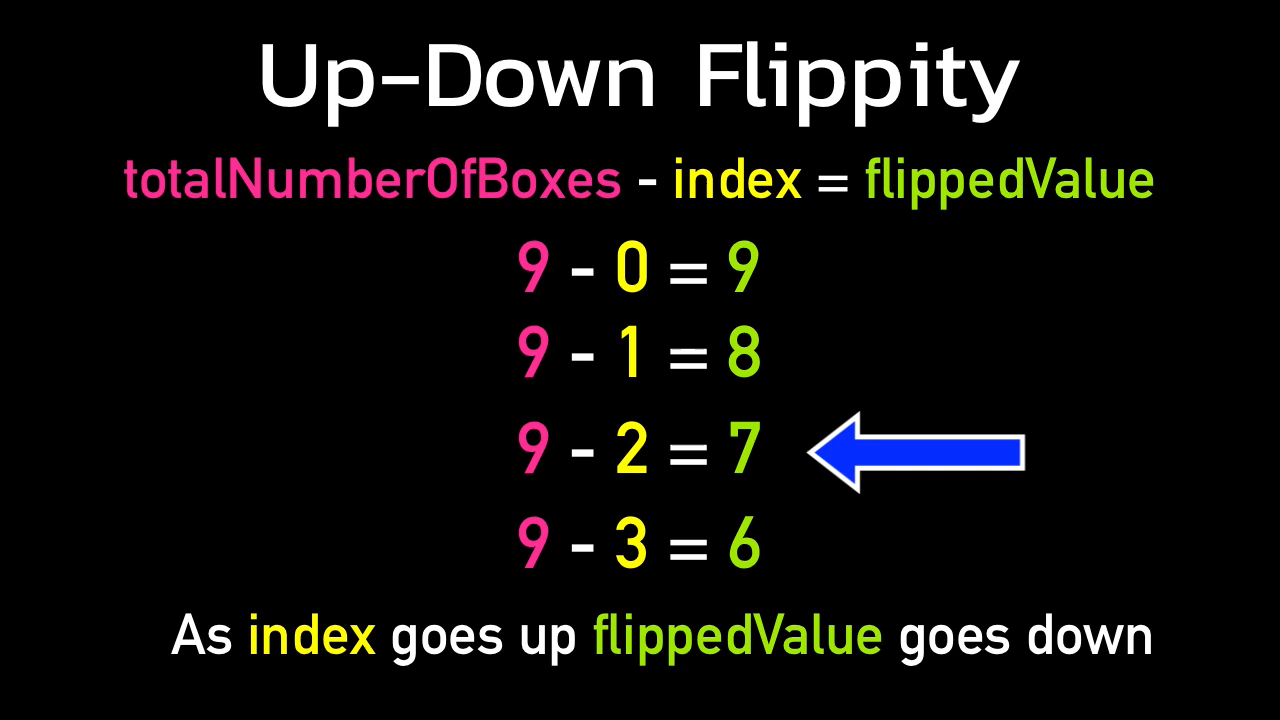 Up-Down Flippity
totalNumberOfBoxes - index = flippedValue
9 - 0 = 9
9 - 1 = 8
9 - 2 = 7
9 - 3 = 6
As index goes up flippedValue goes down